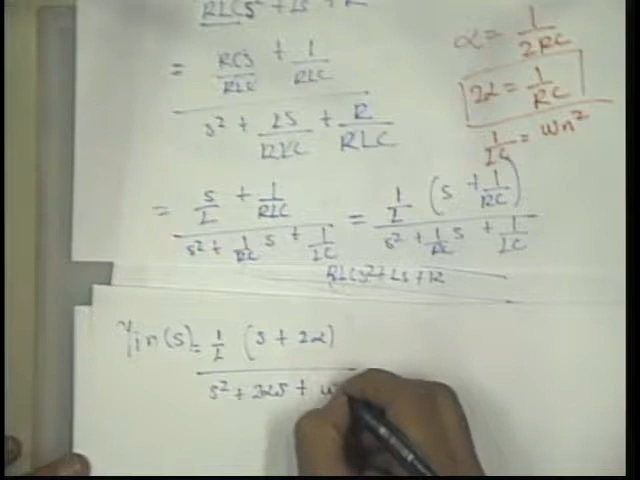 RLCs² + Ls + R
= RCs/RLC + 1/RLC
s² + Ls/RLC + R/RLC
= s/L + 1/RLC = 1/L (s + 1/RC)
s² + 1/RC s + 1/LC s² + 1/RC s + 1/LC
RLCs² + Ls + R
Yin(s) = 1/L (s + 2α)
s² + 2αs + ω
α = 1/2RC
2α = 1/RC
1/LC = ωn²